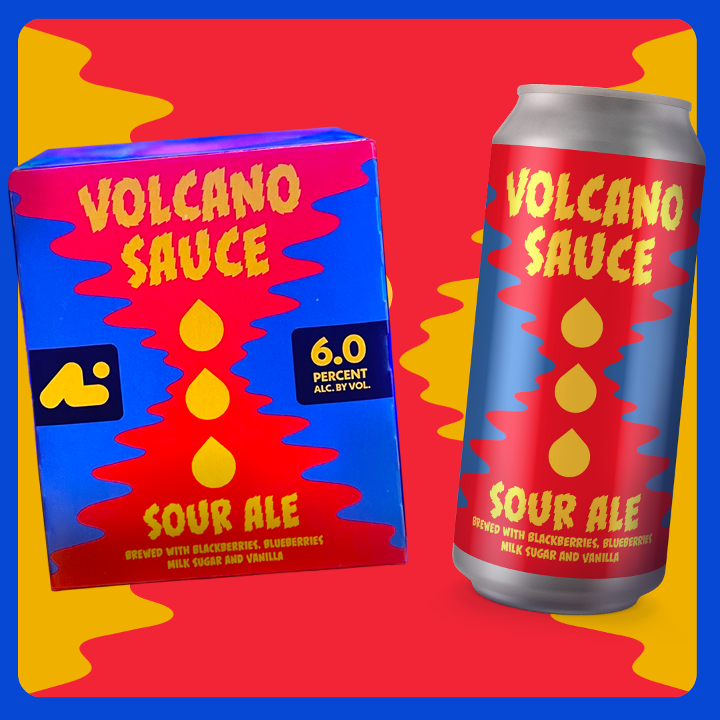 VOLCANO
SAUCE
6.0
PERCENT
ALC. BY VOL.
SOUR ALE
BREWED WITH BLACKBERRIES, BLUEBERRIES
MILK SUGAR AND VANILLA
VOLCANO
SAUCE
SOUR ALE
BREWED WITH BLACKBERRIES, BLUEBERRIES
MILK SUGAR AND VANILLA